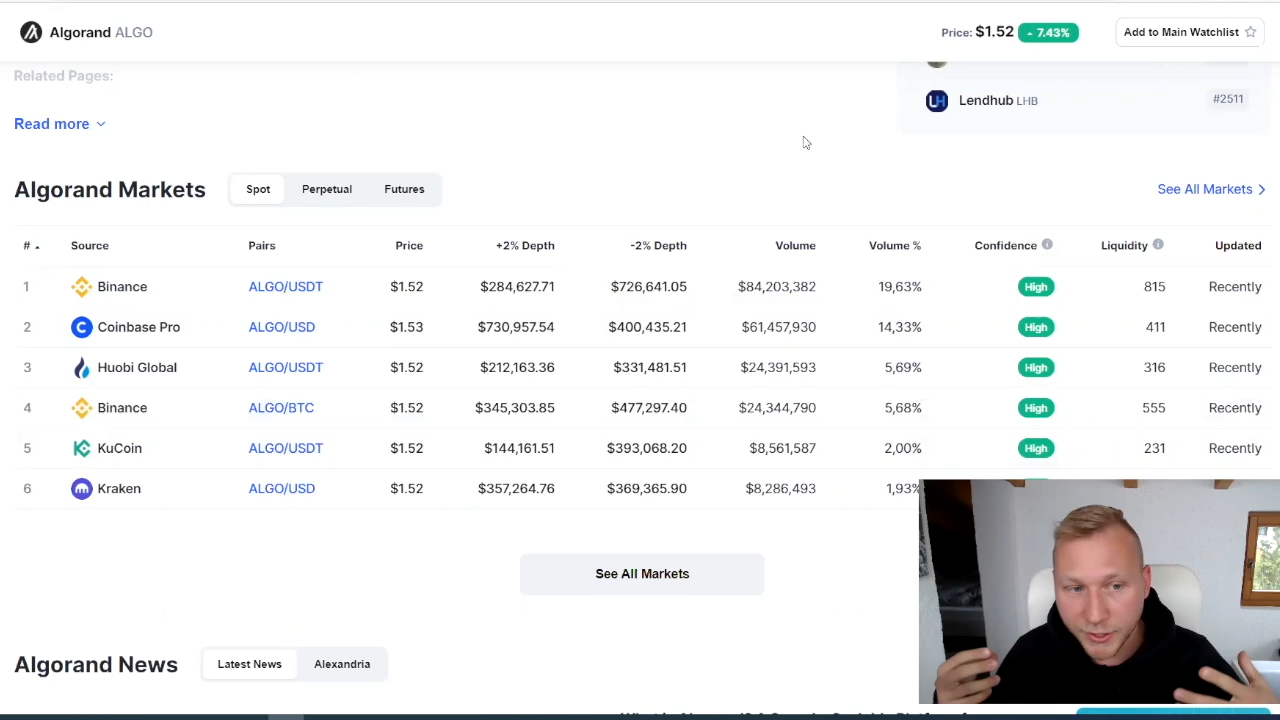 Algorand ALGO
Price: $1.52 7.43%
Add to Main Watchlist
Related Pages:
Lendhub LHB #2511
Read more
Algorand Markets Spot Perpetual Futures See All Markets
# Source Pairs Price +2% Depth -2% Depth Volume Volume % Confidence Liquidity Updated
1 Binance ALGO/USDT $1.52 $284,627.71 $726,641.05 $84,203,382 19,63% High 815 Recently
2 Coinbase Pro ALGO/USD $1.53 $730,957.54 $400,435.21 $61,457,930 14,33% High 411 Recently
3 Huobi Global ALGO/USDT $1.52 $212,163.36 $331,481.51 $24,391,593 5,69% High 316 Recently
4 Binance ALGO/BTC $1.52 $345,303.85 $477,297.40 $24,344,790 5,68% High 555 Recently
5 KuCoin ALGO/USDT $1.52 $144,161.51 $393,068.20 $8,561,587 2,00% High 231 Recently
6 Kraken ALGO/USD $1.52 $357,264.76 $369,365.90 $8,286,493 1,93%
See All Markets
Algorand News Latest News Alexandria